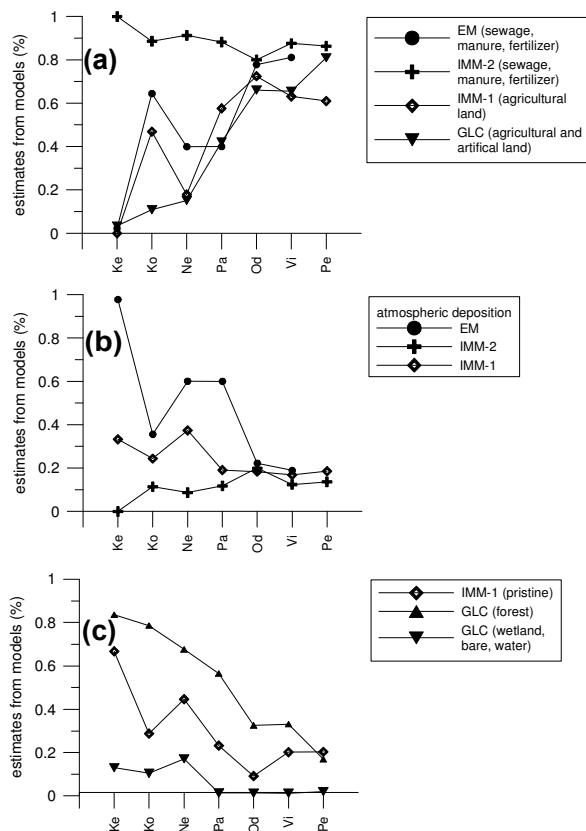 1
0.8
0.6
0.4
0.2
0
estimates from models (%)
(a)
Ke
Ko
Ne
Pa
Od
Vi
Pe
EM (sewage,
manure, fertilizer)
IMM-2 (sewage,
manure, fertilizer)
IMM-1 (agricultural
land)
GLC (agricultural and
artifical land)
1
0.8
0.6
0.4
0.2
0
estimates from models (%)
(b)
Ke
Ko
Ne
Pa
Od
Vi
Pe
atmospheric deposition
EM
IMM-2
IMM-1
1
0.8
0.6
0.4
0.2
0
estimates from models (%)
(c)
Ke
Ko
Ne
Pa
Od
Vi
Pe
IMM-1 (pristine)
GLC (forest)
GLC (wetland,
bare, water)